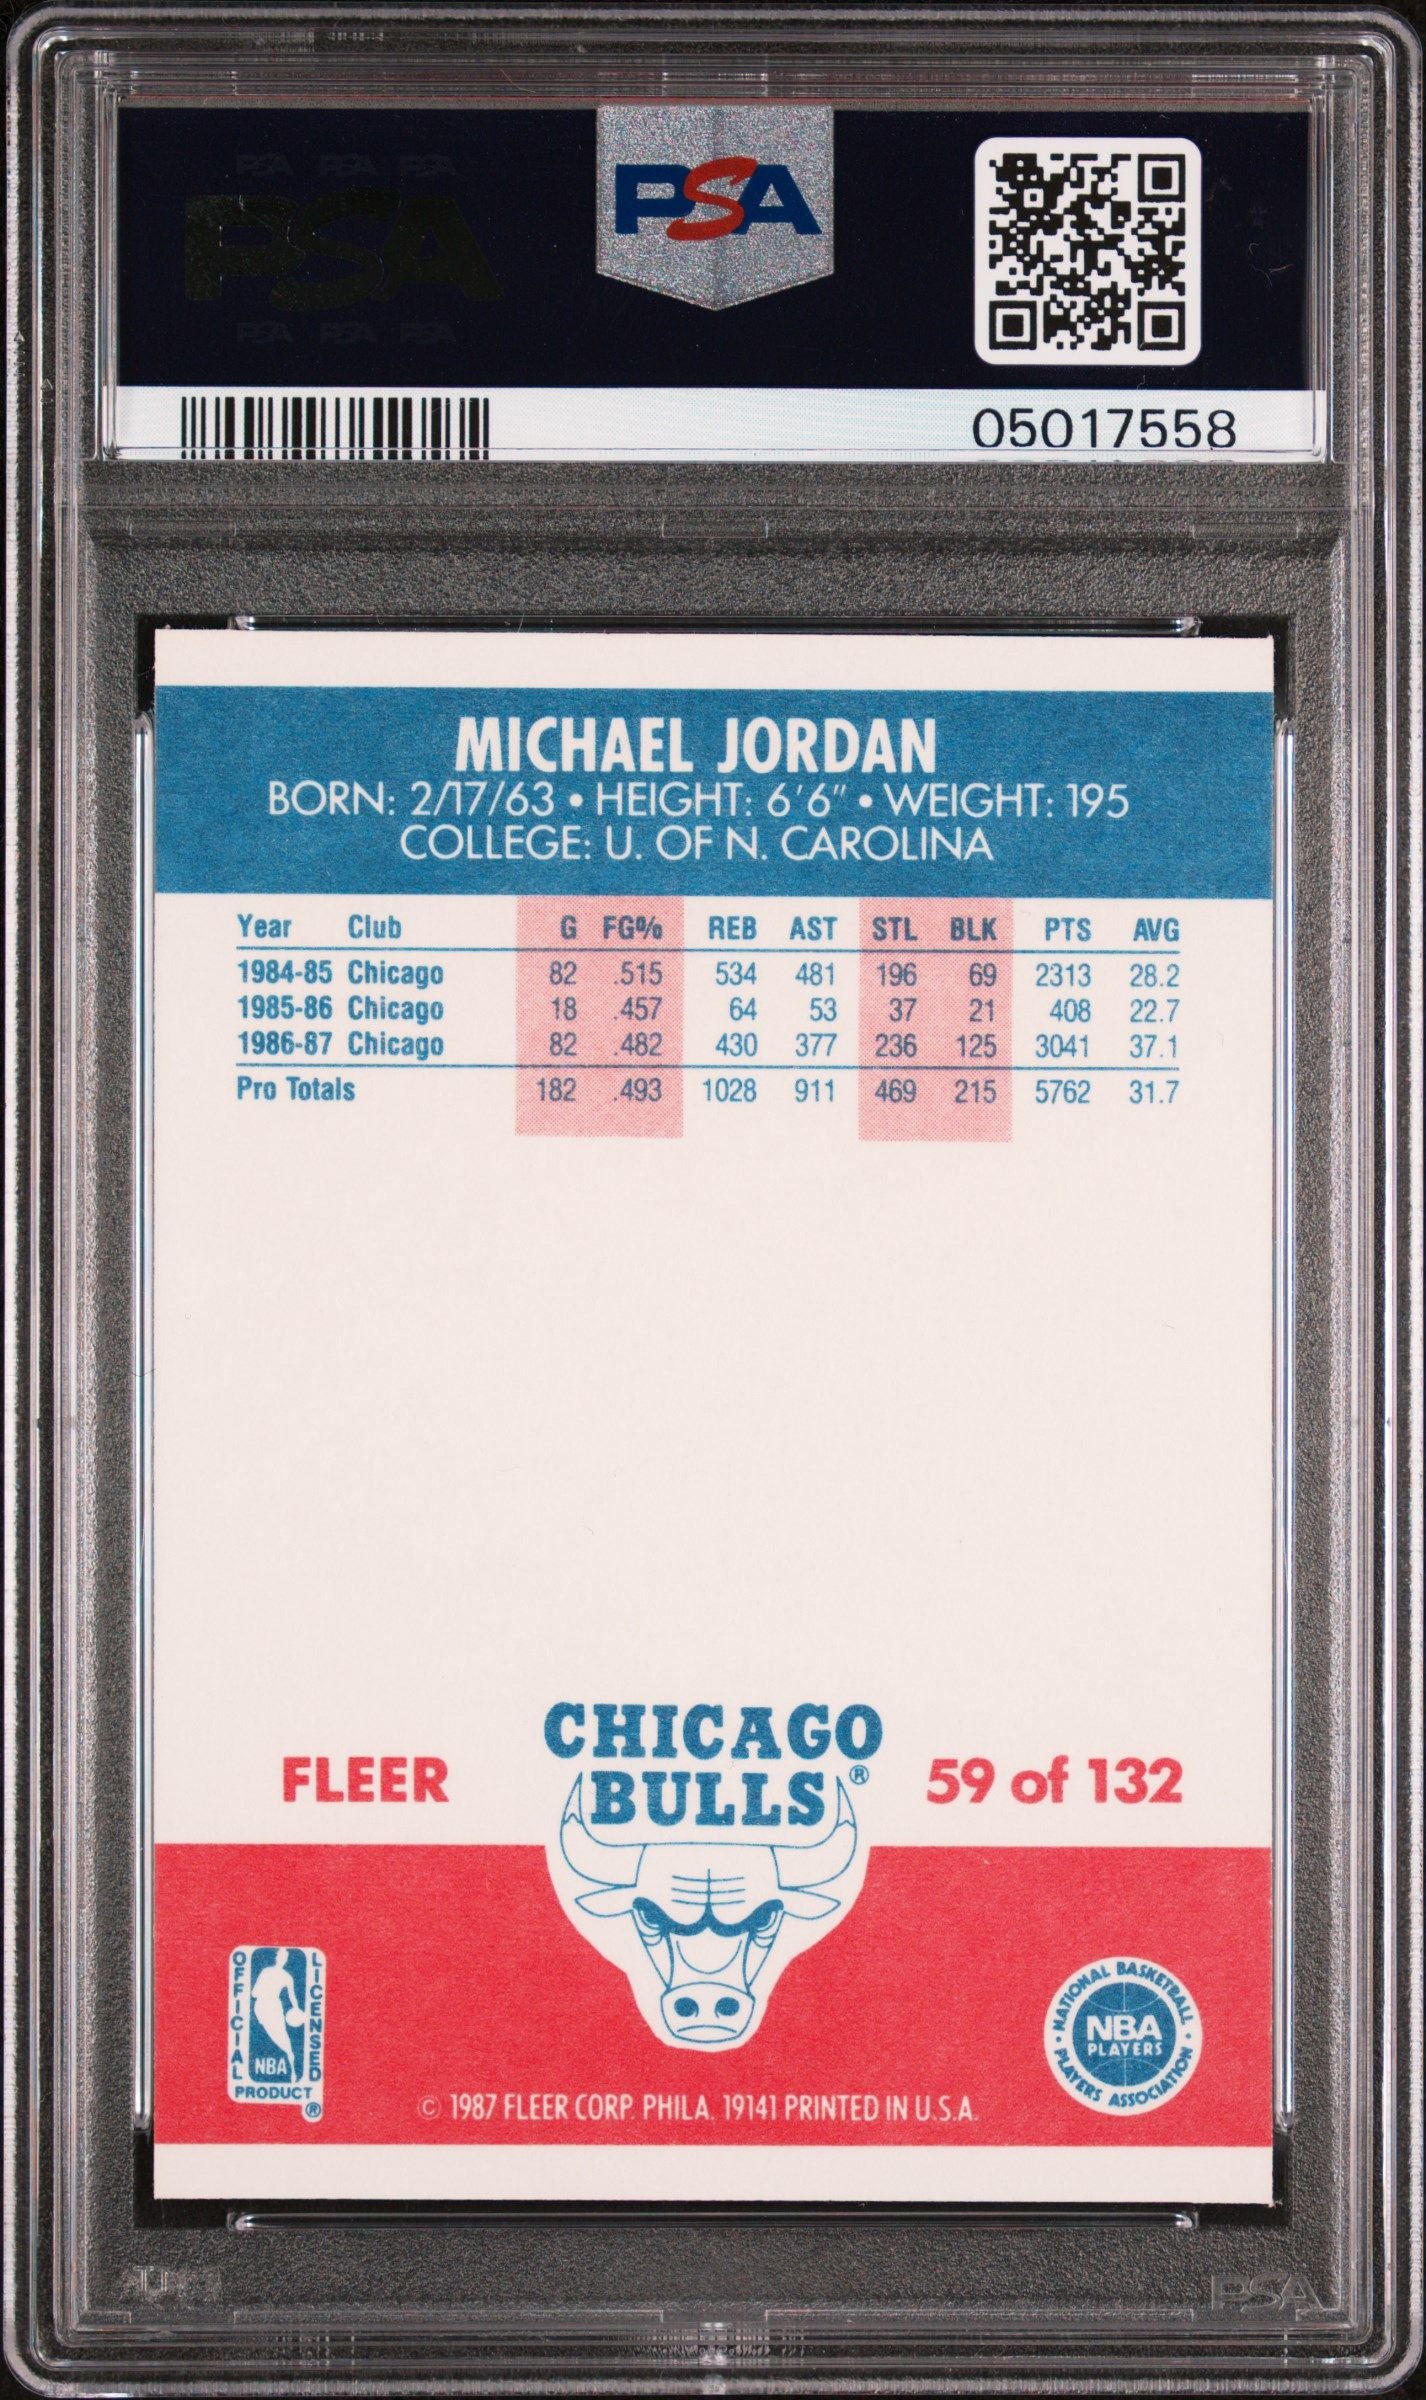 PSA PSA PSA
PSA
PSA PSA PSA
PSA
05017558
MICHAEL JORDAN
BORN: 2/17/63 • HEIGHT: 6'6" • WEIGHT: 195
COLLEGE: U. OF N. CAROLINA
Year Club G FG% REB AST STL BLK PTS AVG
1984-85 Chicago 82 .515 534 481 196 69 2313 28.2
1985-86 Chicago 18 .457 64 53 37 21 408 22.7
1986-87 Chicago 82 .482 430 377 236 125 3041 37.1
Pro Totals 182 .493 1028 911 469 215 5762 31.7
CHICAGO
BULLS®
FLEER
59 of 132
OFFICIAL LICENSED
NBA
PRODUCT
®
NATIONAL BASKETBALL
NBA
PLAYERS
PLAYERS ASSOCIATION
© 1987 FLEER CORP. PHILA. 19141 PRINTED IN U.S.A.
PSA